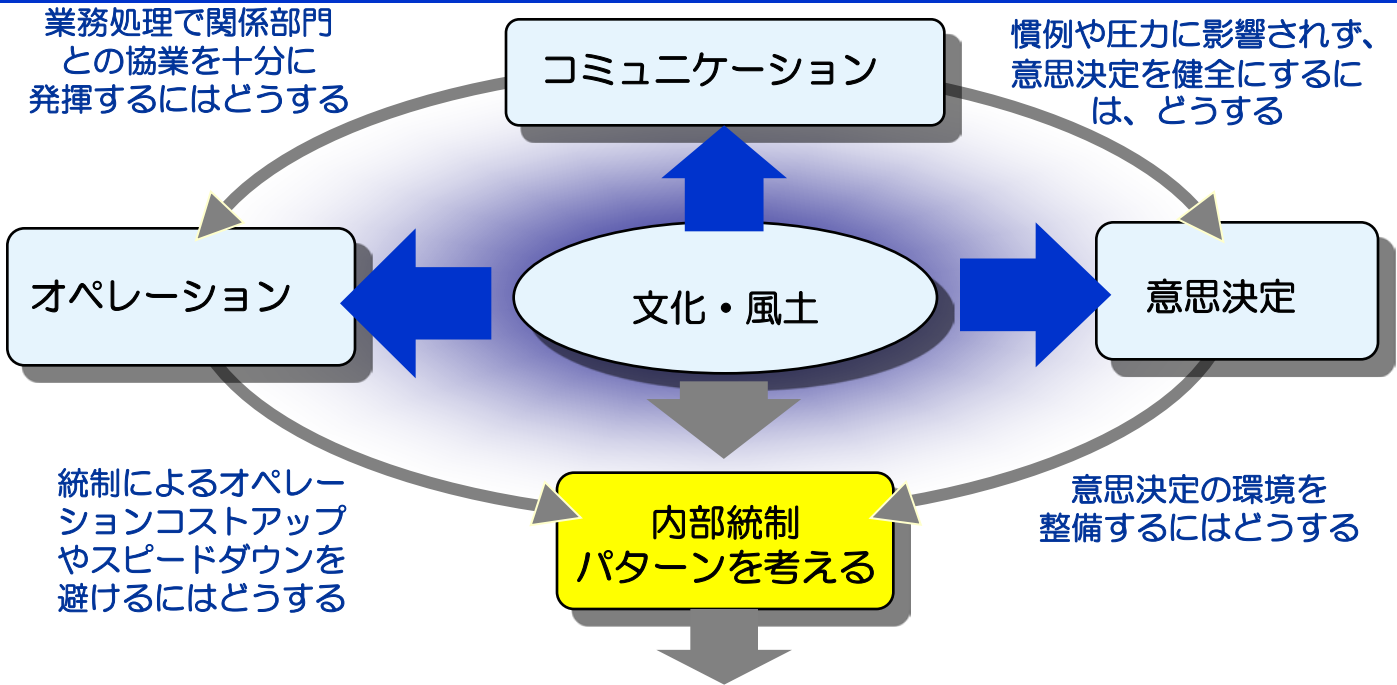 業務処理で関係部門
との協業を十分に
発揮するにはどうする
コミュニケーション
慣例や圧力に影響されず、
意思決定を健全にするに
は、どうする
オペレーション
文化・風土
意思決定
統制によるオペレー
ションコストアップ
やスピードダウンを
避けるにはどうする
内部統制
パターンを考える
意思決定の環境を
整備するにはどうする